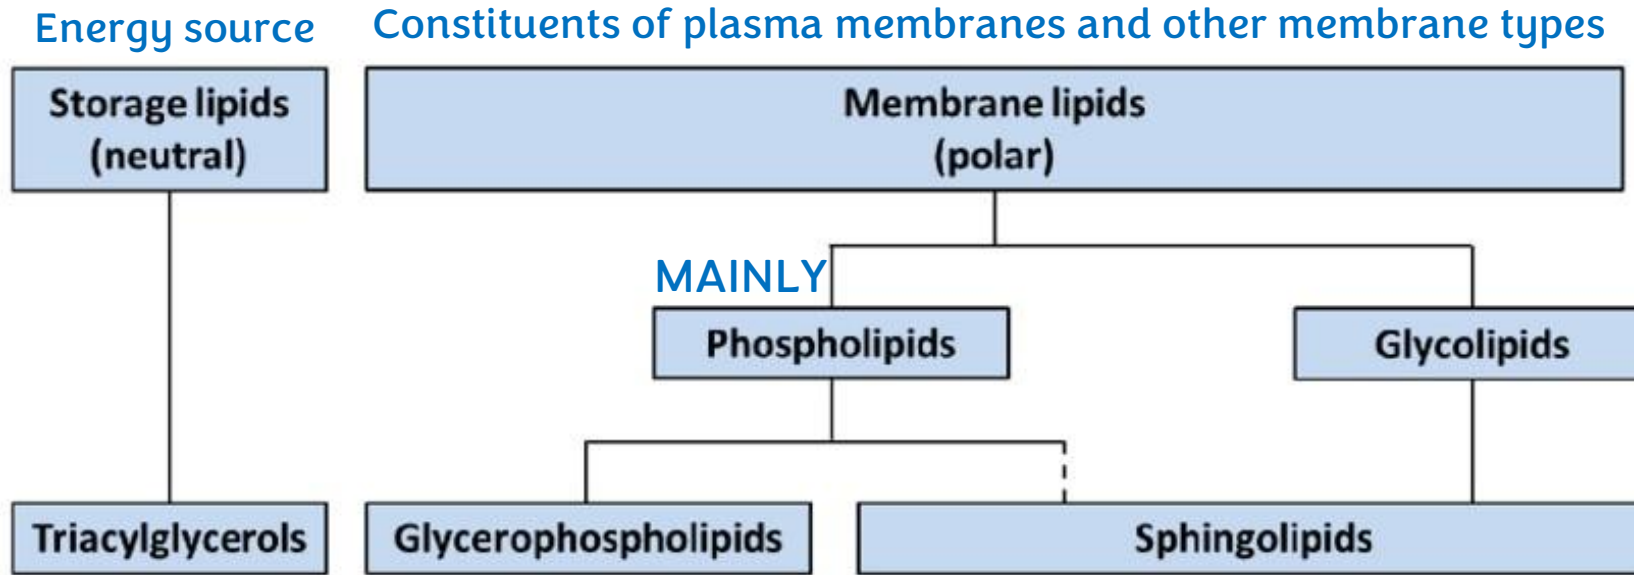 Energy source
Constituents of plasma membranes and other membrane types
Storage lipids
(neutral)
Membrane lipids
(polar)
MAINLY
Phospholipids
Glycolipids
Triacylglycerols
Glycerophospholipids
Sphingolipids